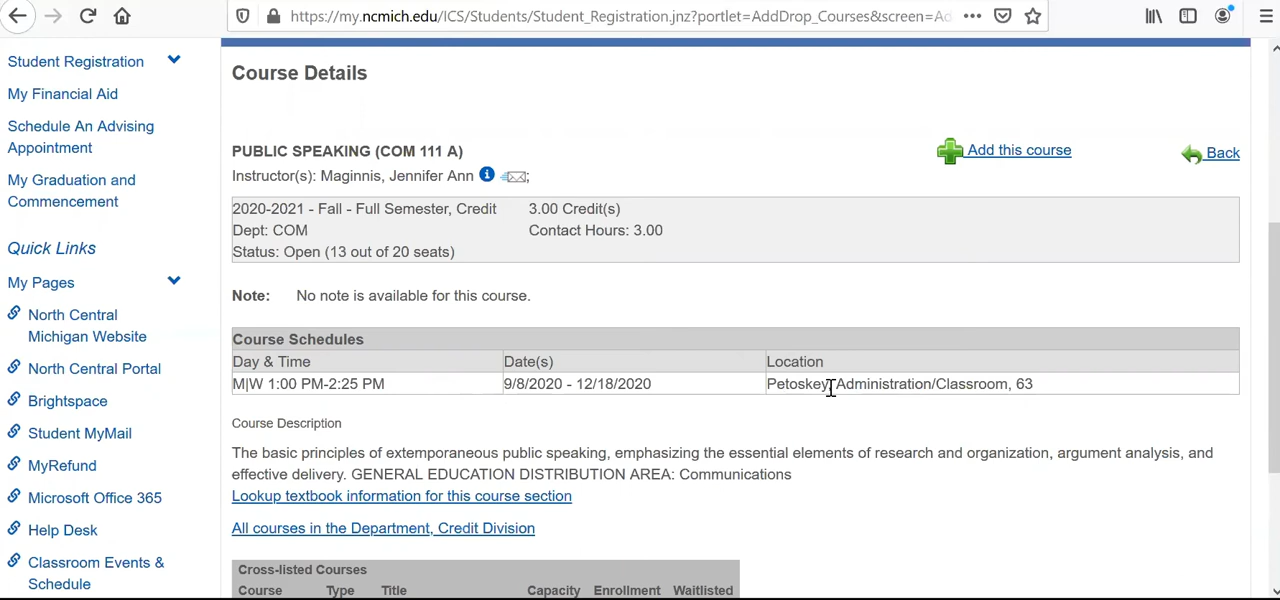 https://my.ncmich.edu/ICS/Students/Student_Registration.jnz?portlet=AddDrop_Courses&screen=Ad
Student Registration
My Financial Aid
Schedule An Advising
Appointment
My Graduation and
Commencement
Quick Links
My Pages
North Central
Michigan Website
North Central Portal
Brightspace
Student MyMail
MyRefund
Microsoft Office 365
Help Desk
Classroom Events &
Schedule
Course Details
PUBLIC SPEAKING (COM 111 A)
Add this course
Back
Instructor(s): Maginnis, Jennifer Ann ;
2020-2021 - Fall - Full Semester, Credit 3.00 Credit(s)
Dept: COM Contact Hours: 3.00
Status: Open (13 out of 20 seats)
Note: No note is available for this course.
Course Schedules
Day & Time Date(s) Location
M|W 1:00 PM-2:25 PM 9/8/2020 - 12/18/2020 Petoskey, Administration/Classroom, 63
Course Description
The basic principles of extemporaneous public speaking, emphasizing the essential elements of research and organization, argument analysis, and
effective delivery. GENERAL EDUCATION DISTRIBUTION AREA: Communications
Lookup textbook information for this course section
All courses in the Department, Credit Division
Cross-listed Courses
Course Type Title Capacity Enrollment Waitlisted